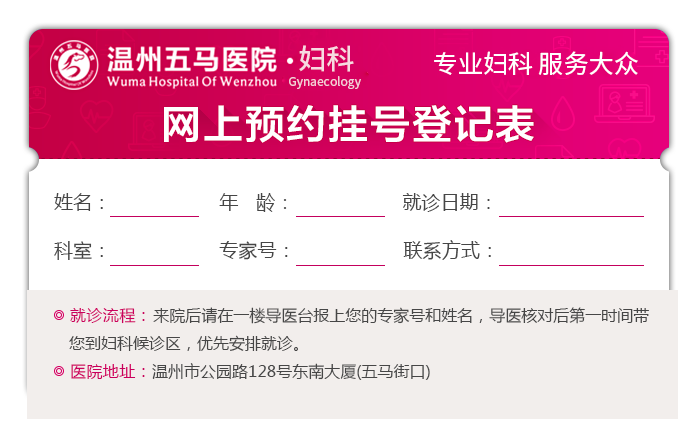 温州五马医院·妇科
Wuma Hospital Of Wenzhou Gynaecology
专业妇科 服务大众
网上预约挂号登记表
姓名： 年 龄： 就诊日期：
科室： 专家号： 联系方式：
就诊流程：来院后请在一楼导医台报上您的专家号和姓名，导医核对后第一时间带
您到妇科候诊区，优先安排就诊。
医院地址：温州市公园路128号东南大厦(五马街口)